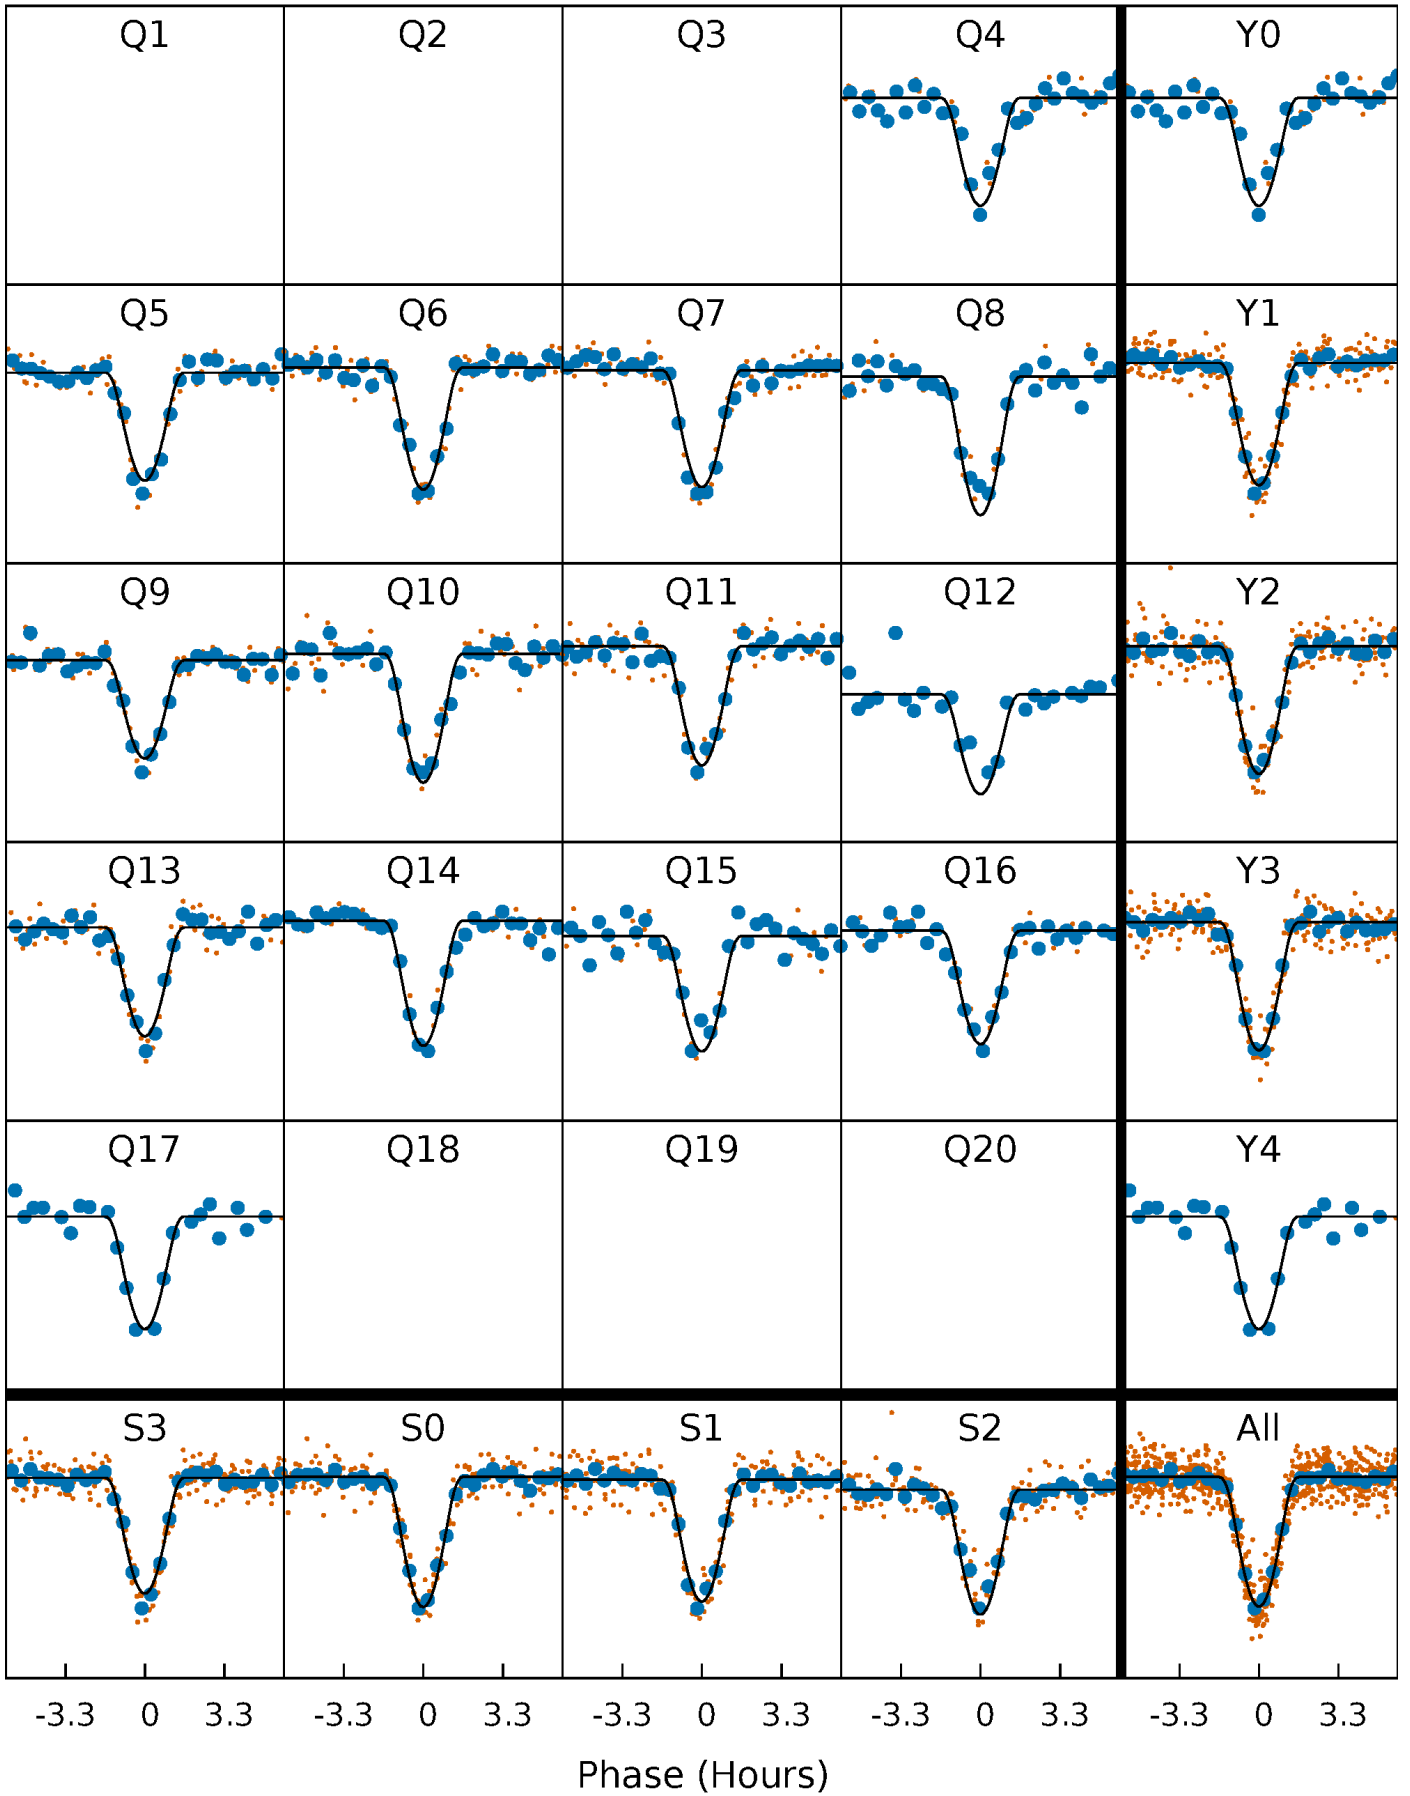 Q1 Q2 Q3 Q4 Y0
Q5 Q6 Q7 Q8 Y1
Q9 Q10 Q11 Q12 Y2
Q13 Q14 Q15 Q16 Y3
Q17 Q18 Q19 Q20 Y4
S3 S0 S1 S2 All
-3.3 0 3.3 -3.3 0 3.3 -3.3 0 3.3 -3.3 0 3.3 -3.3 0 3.3
Phase (Hours)